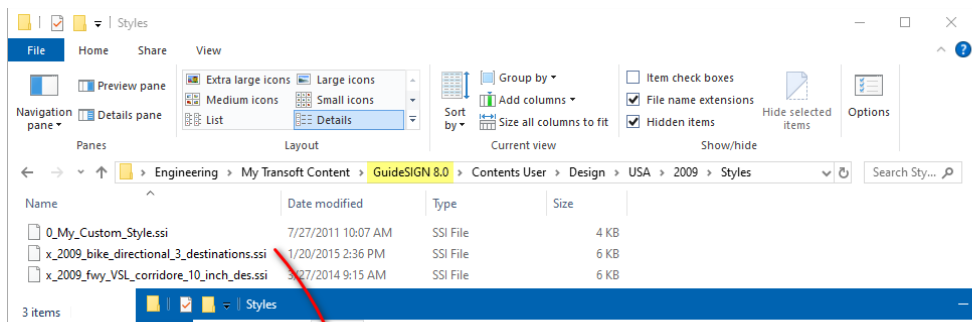 Styles
File Home Share View
Navigation pane Preview pane Details pane
Extra large icons Large icons
Medium icons Small icons
List Details
Sort by Group by
Add columns
Size all columns to fit
Item check boxes
File name extensions
Hidden items
Hide selected items
Options
Panes Layout Current view Show/hide
Engineering > My Transoft Content > GuideSIGN 8.0 > Contents User > Design > USA > 2009 > Styles Search Sty...
Name Date modified Type Size
0_My_Custom_Style.ssi 7/27/2011 10:07 AM SSI File 4 KB
x_2009_bike_directional_3_destinations.ssi 1/20/2015 2:36 PM SSI File 6 KB
x_2009_fwy_VSL_corridore_10_inch_des.ssi 3/27/2014 9:15 AM SSI File 6 KB
3 items
Styles